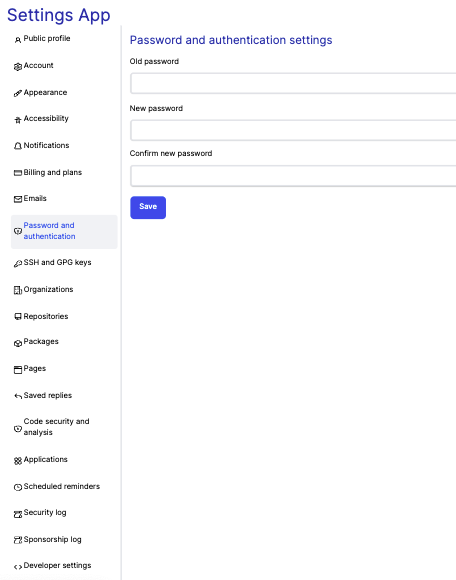 Settings App
Public profile
Account
Appearance
Accessibility
Notifications
Billing and plans
Emails
Password and
authentication
SSH and GPG keys
Organizations
Repositories
Packages
Pages
Saved replies
Code security and
analysis
Applications
Scheduled reminders
Security log
Sponsorship log
Developer settings
Password and authentication settings
Old password
New password
Confirm new password
Save